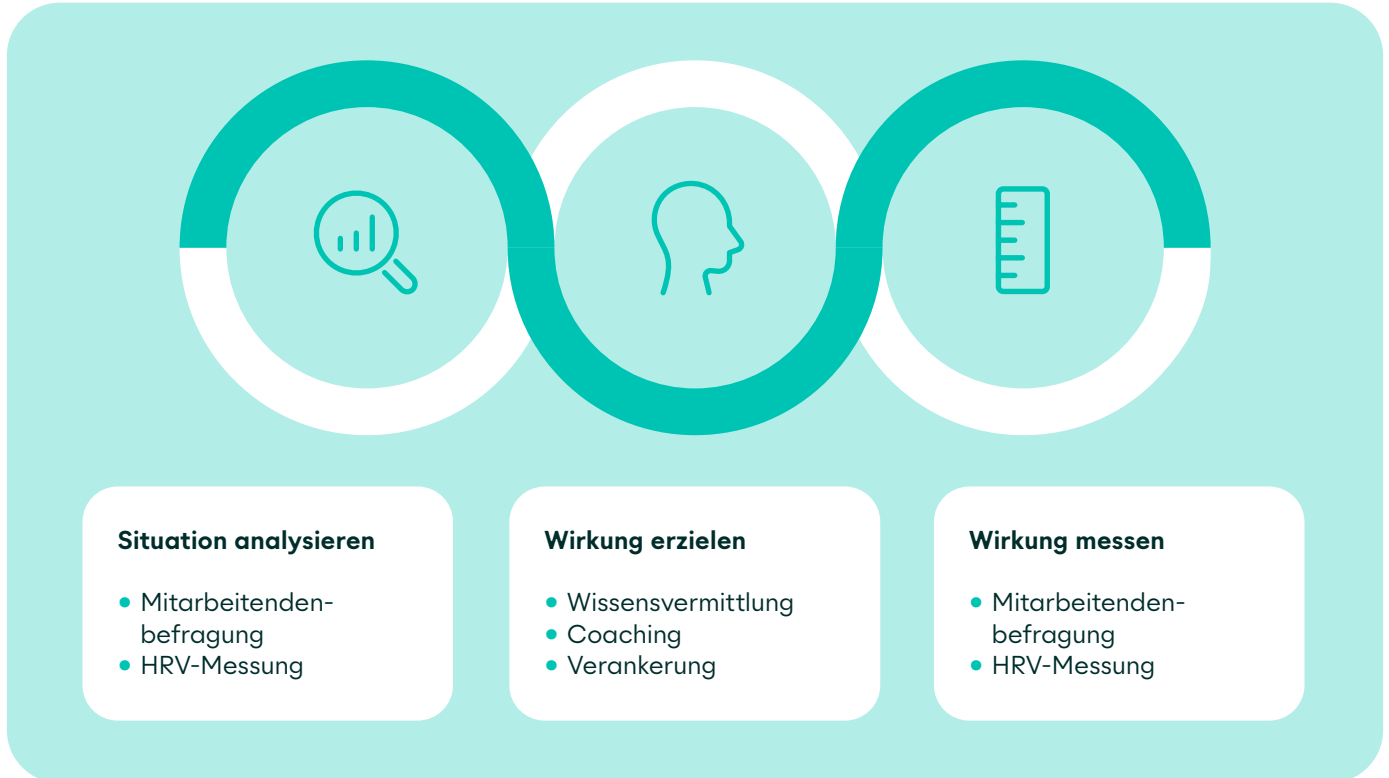 Situation analysieren
Mitarbeitenden-
befragung
HRV-Messung
Wirkung erzielen
Wissensvermittlung
Coaching
Verankerung
Wirkung messen
Mitarbeitenden-
befragung
HRV-Messung